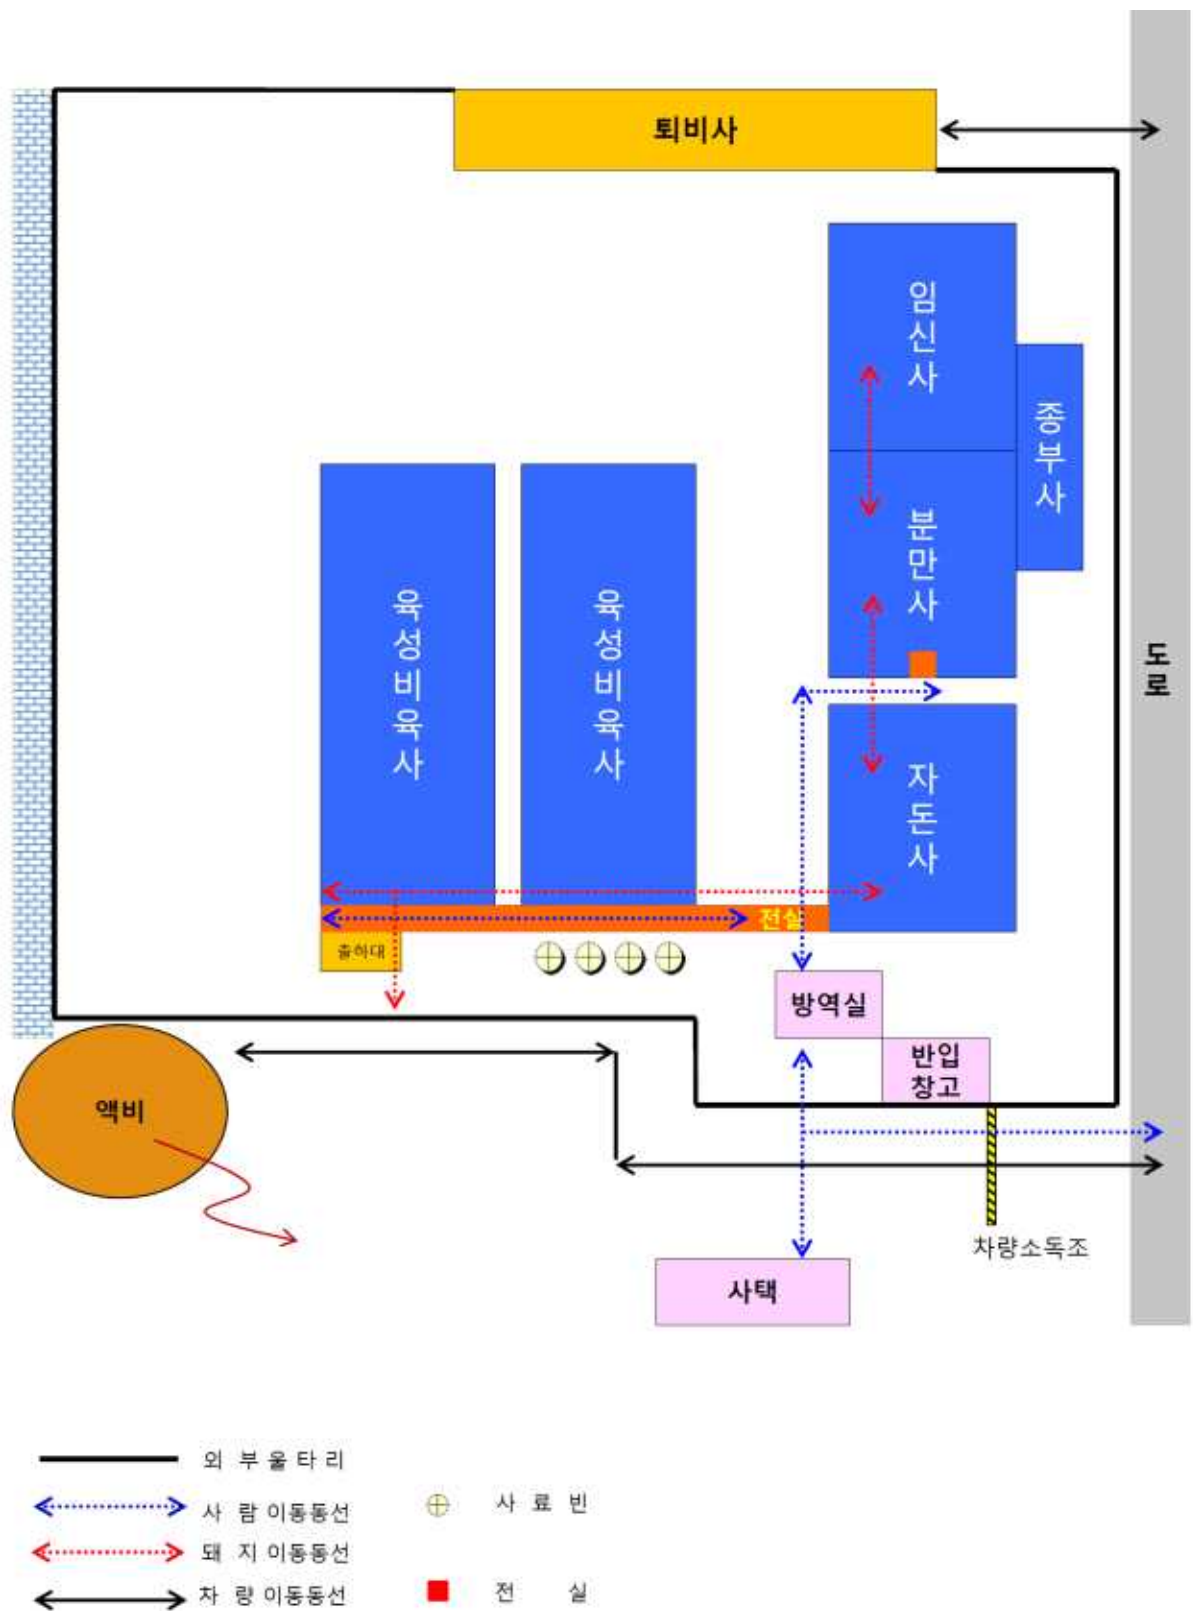 퇴비사
임신사
종부사
분만사
육성비육사
육성비육사
도로
자돈사
전실
출하대
방역실
반입
창고
액비
차량소독조
사택
외 부 울 타 리
사 람 이동동선
사 료 빈
돼 지 이동동선
차 량 이동동선
전 실